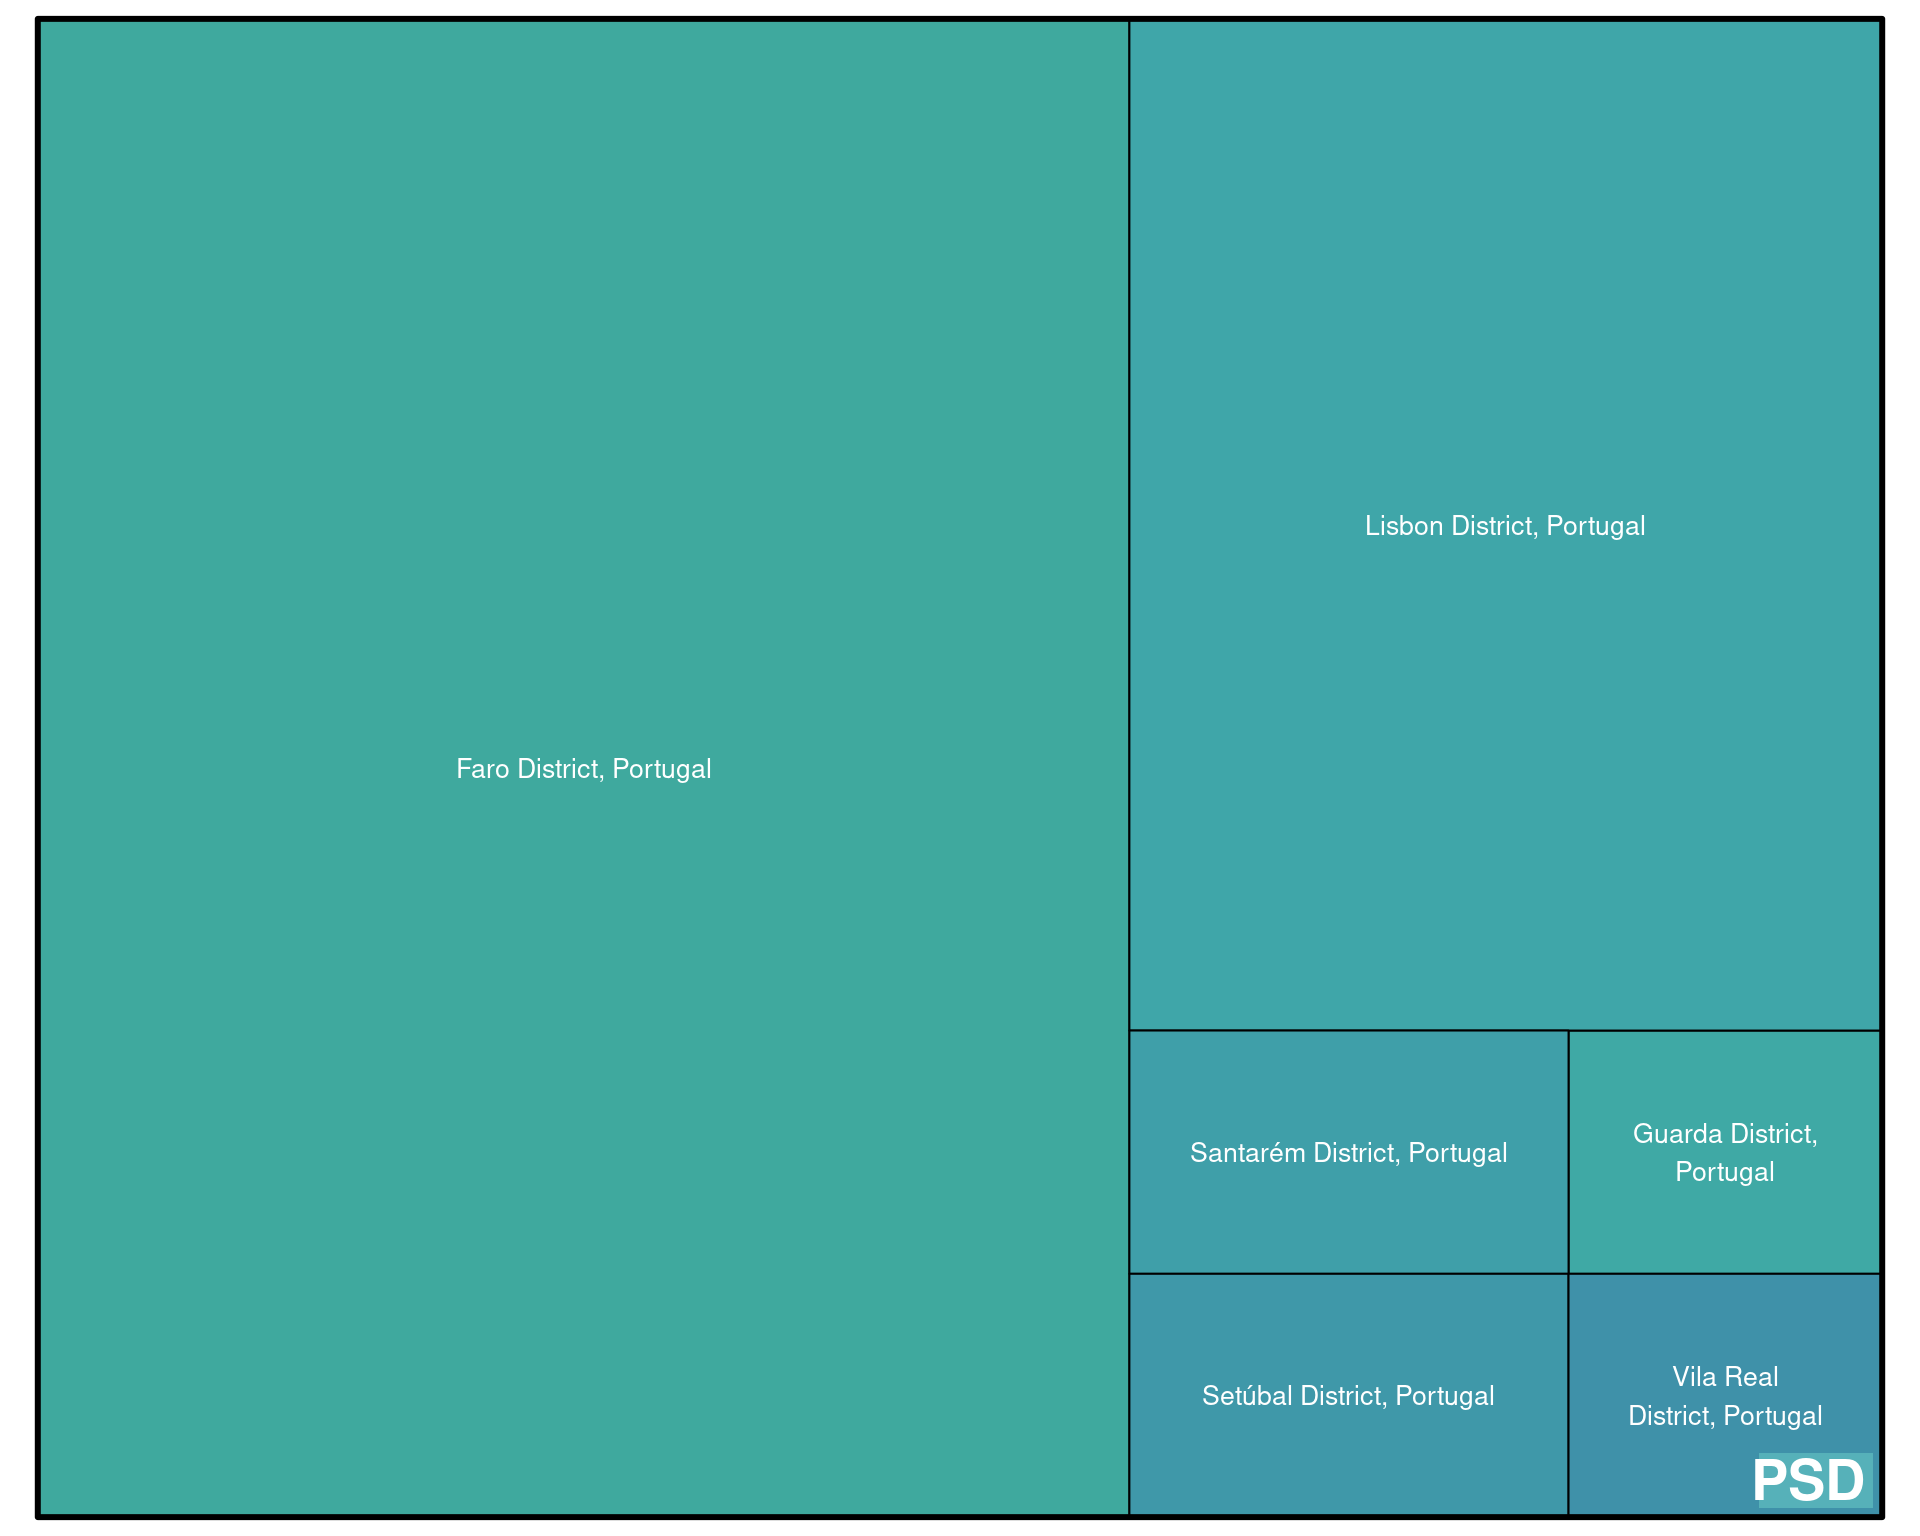 Lisbon District, Portugal
Faro District, Portugal
Santarém District, Portugal
Guarda District,
Portugal
Setúbal District, Portugal
Vila Real
District, Portugal
PSD